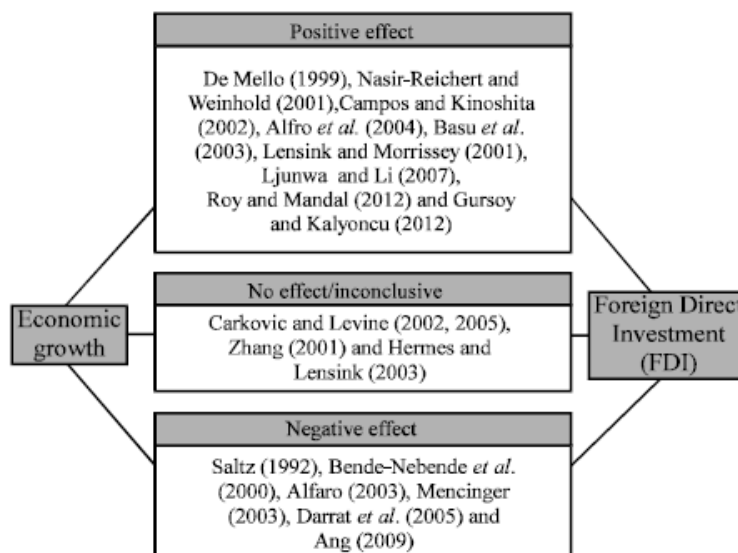 Positive effect
De Mello (1999), Nasir-Reichert and
Weinhold (2001),Campos and Kinoshita
(2002), Alfro et al. (2004), Basu et al.
(2003), Lensink and Morrissey (2001),
Ljunwa and Li (2007),
Roy and Mandal (2012) and Gursoy
and Kalyoncu (2012)
Economic
growth
No effect/inconclusive
Carkovic and Levine (2002, 2005),
Zhang (2001) and Hermes and
Lensink (2003)
Foreign Direct
Investment
(FDI)
Negative effect
Saltz (1992), Bende-Nebende et al.
(2000), Alfaro (2003), Mencinger
(2003), Darrat et al. (2005) and
Ang (2009)